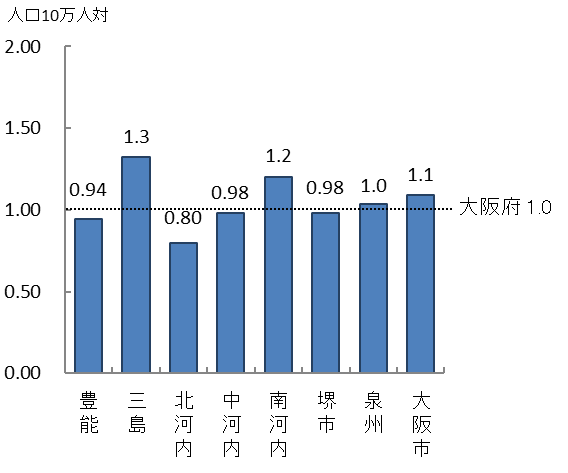 人口10万人対
2.00
1.50
1.00
0.50
0.00
0.94
1.3
0.80
0.98
1.2
0.98
1.0
1.1
大阪府 1.0
豊能
三島
北河内
中河内
南河内
堺市
泉州
大阪市